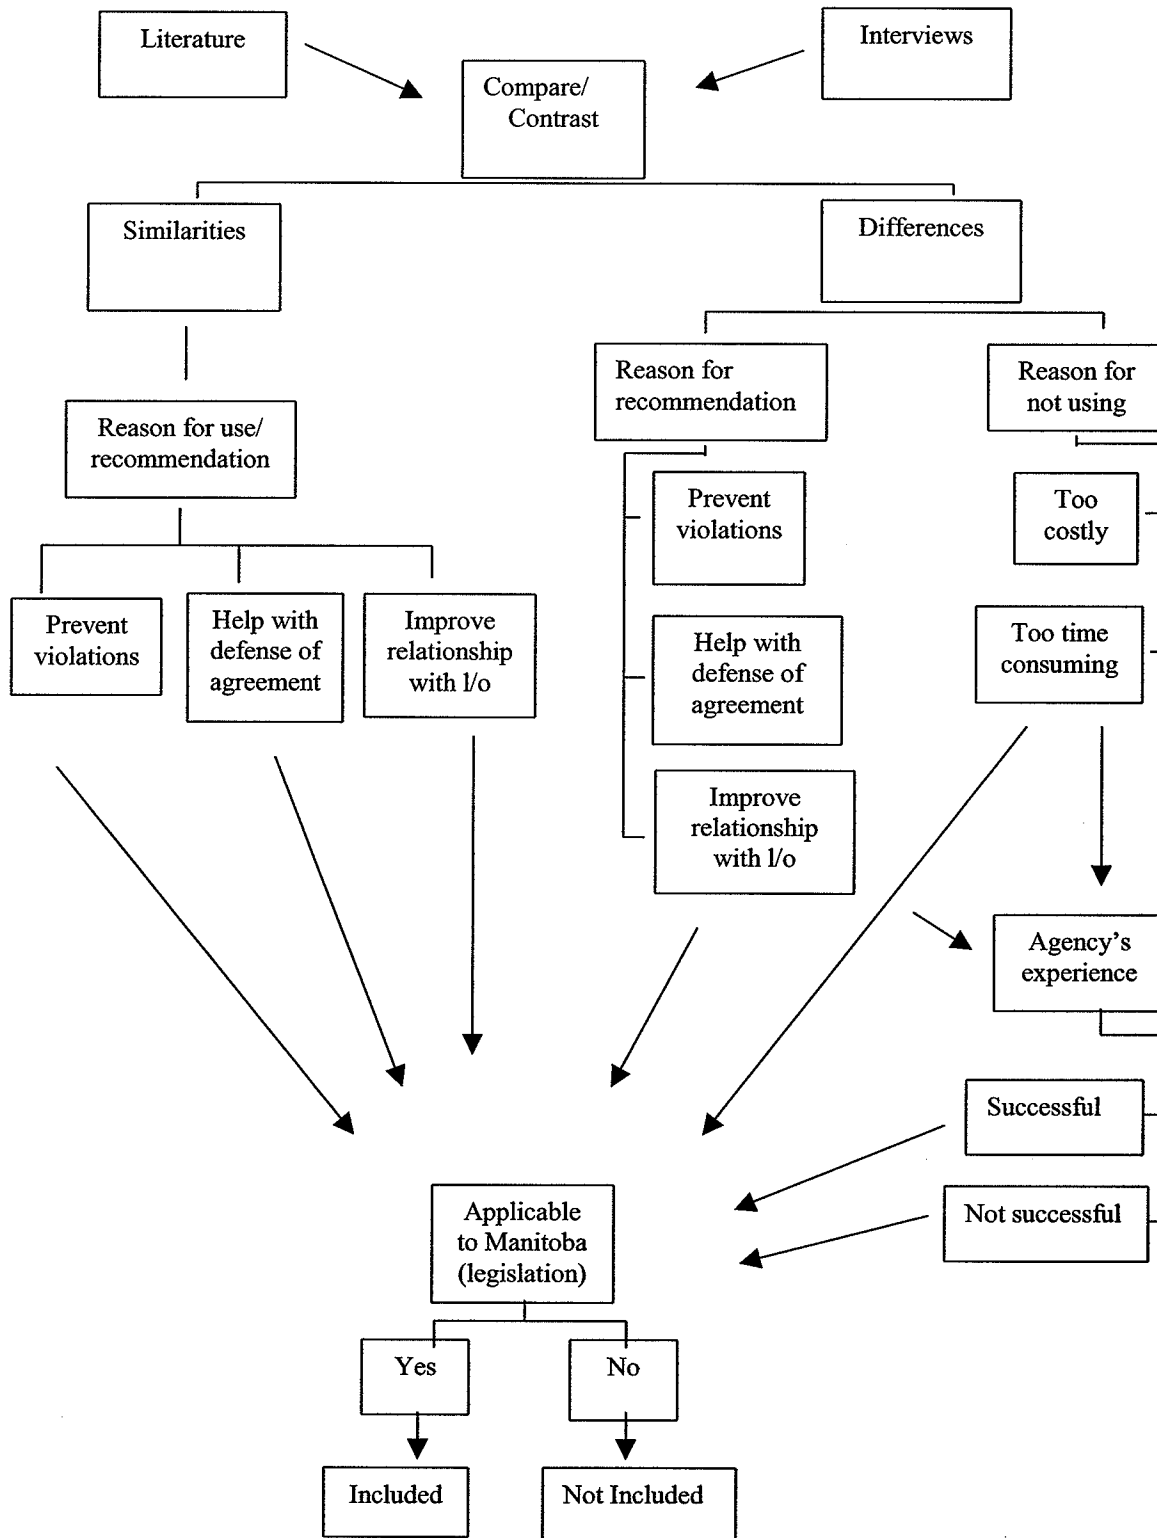 Literature
Interviews
Compare/
Contrast
Similarities
Differences
Reason for use/
recommendation
Reason for
recommendation
Reason for
not using
Prevent
violations
Help with
defense of
agreement
Improve
relationship
with l/o
Prevent
violations
Help with
defense of
agreement
Improve
relationship
with l/o
Too
costly
Too time
consuming
Agency’s
experience
Successful
Not successful
Applicable
to Manitoba
(legislation)
Yes
No
Included
Not Included